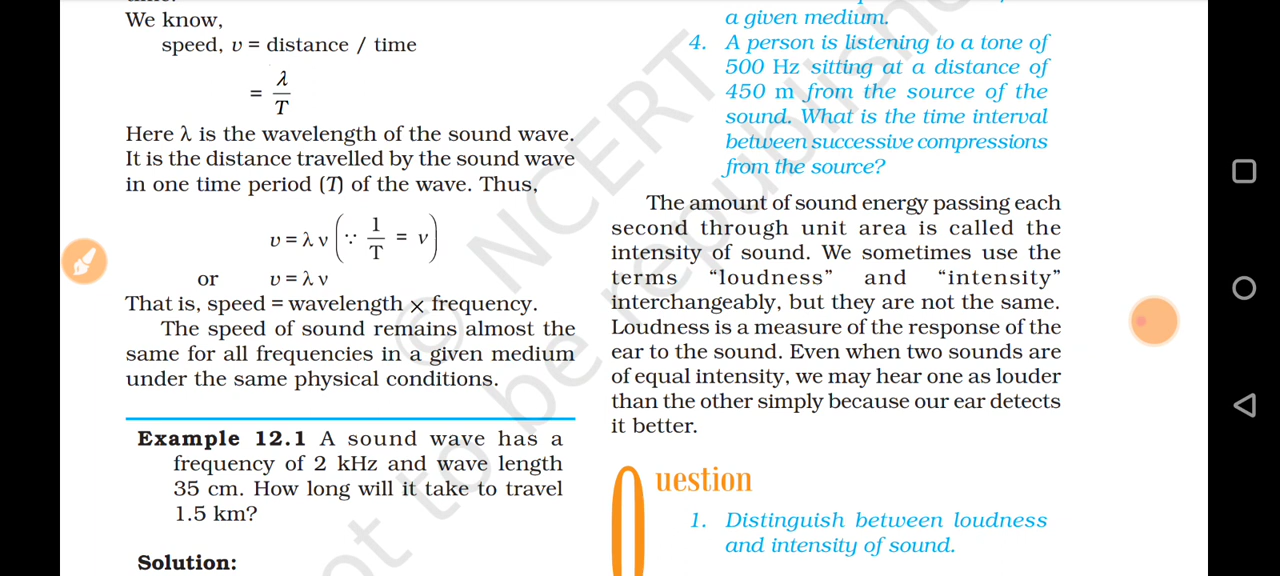 We know,
speed, v = distance / time
= λ/T
Here λ is the wavelength of the sound wave.
It is the distance travelled by the sound wave
in one time period (T) of the wave. Thus,
v = λ ν (∵ 1/T = ν)
or v = λ ν
That is, speed = wavelength × frequency.
The speed of sound remains almost the
same for all frequencies in a given medium
under the same physical conditions.
Example 12.1 A sound wave has a
frequency of 2 kHz and wave length
35 cm. How long will it take to travel
1.5 km?
Solution:
a given medium.
4. A person is listening to a tone of
500 Hz sitting at a distance of
450 m from the source of the
sound. What is the time interval
between successive compressions
from the source?
The amount of sound energy passing each
second through unit area is called the
intensity of sound. We sometimes use the
terms “loudness” and “intensity”
interchangeably, but they are not the same.
Loudness is a measure of the response of the
ear to the sound. Even when two sounds are
of equal intensity, we may hear one as louder
than the other simply because our ear detects
it better.
Question
1. Distinguish between loudness
and intensity of sound.
© NCERT
not to be republished